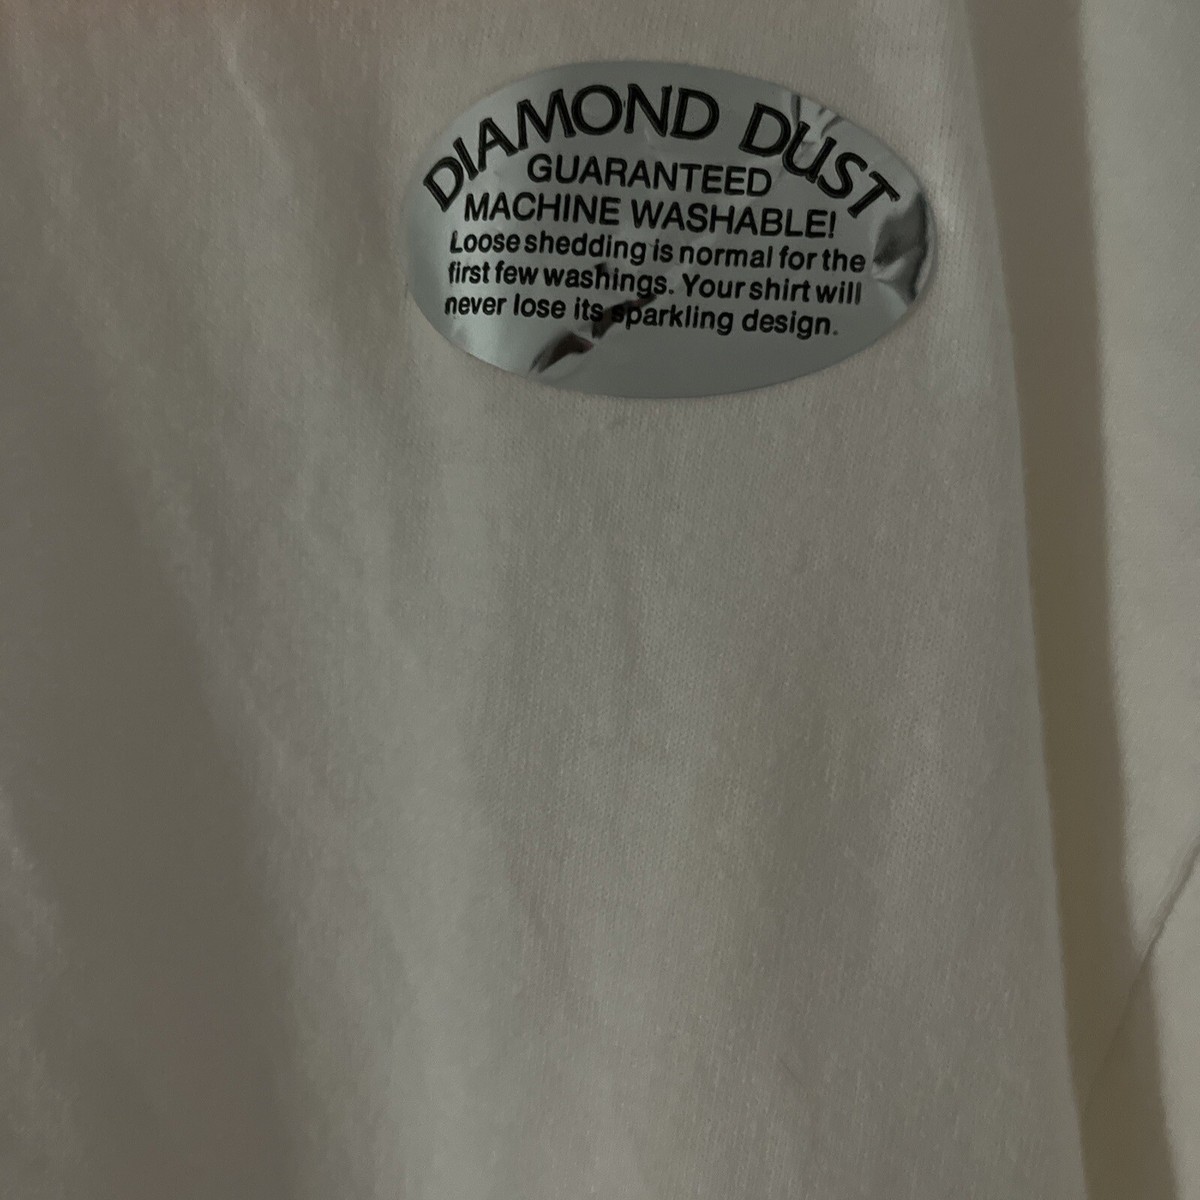 DIAMOND DUST
GUARANTEED
MACHINE WASHABLE!
Loose shedding is normal for the
first few washings. Your shirt will
never lose its sparkling design.